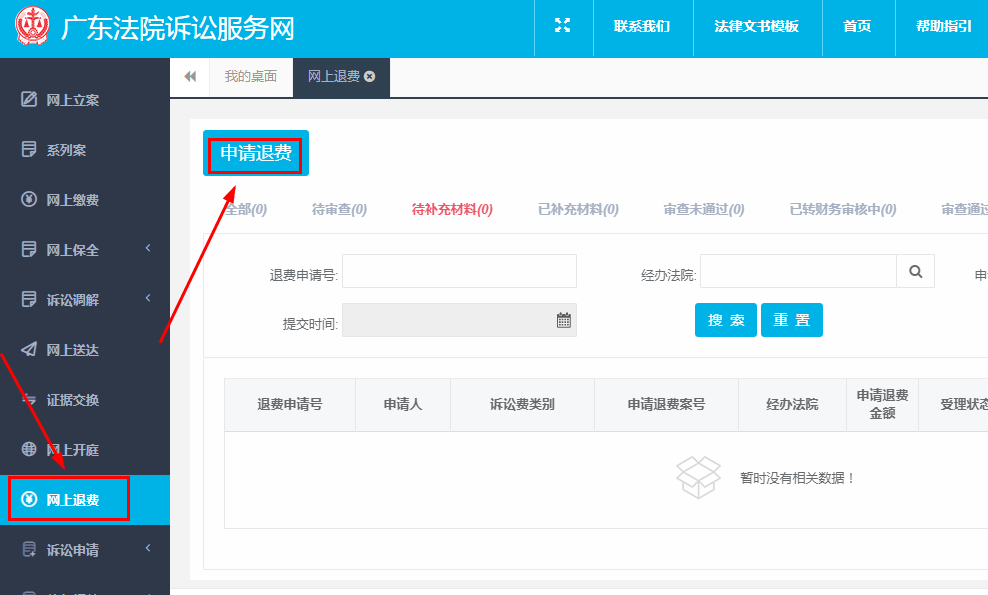 广东法院诉讼服务网
联系我们
法律文书模板
首页
帮助指引
我的桌面
网上退费
网上立案
系列案
网上缴费
网上保全
诉讼调解
网上送达
证据交换
网上开庭
网上退费
诉讼申请
申请退费
全部(0) 待审查(0) 待补充材料(0) 已补充材料(0) 审查未通过(0) 已转财务审核中(0) 审查通过
退费申请号:
经办法院:
申
提交时间:
搜 索
重 置
退费申请号
申请人
诉讼费类别
申请退费案号
经办法院
申请退费
金额
受理状态
暂时没有相关数据！